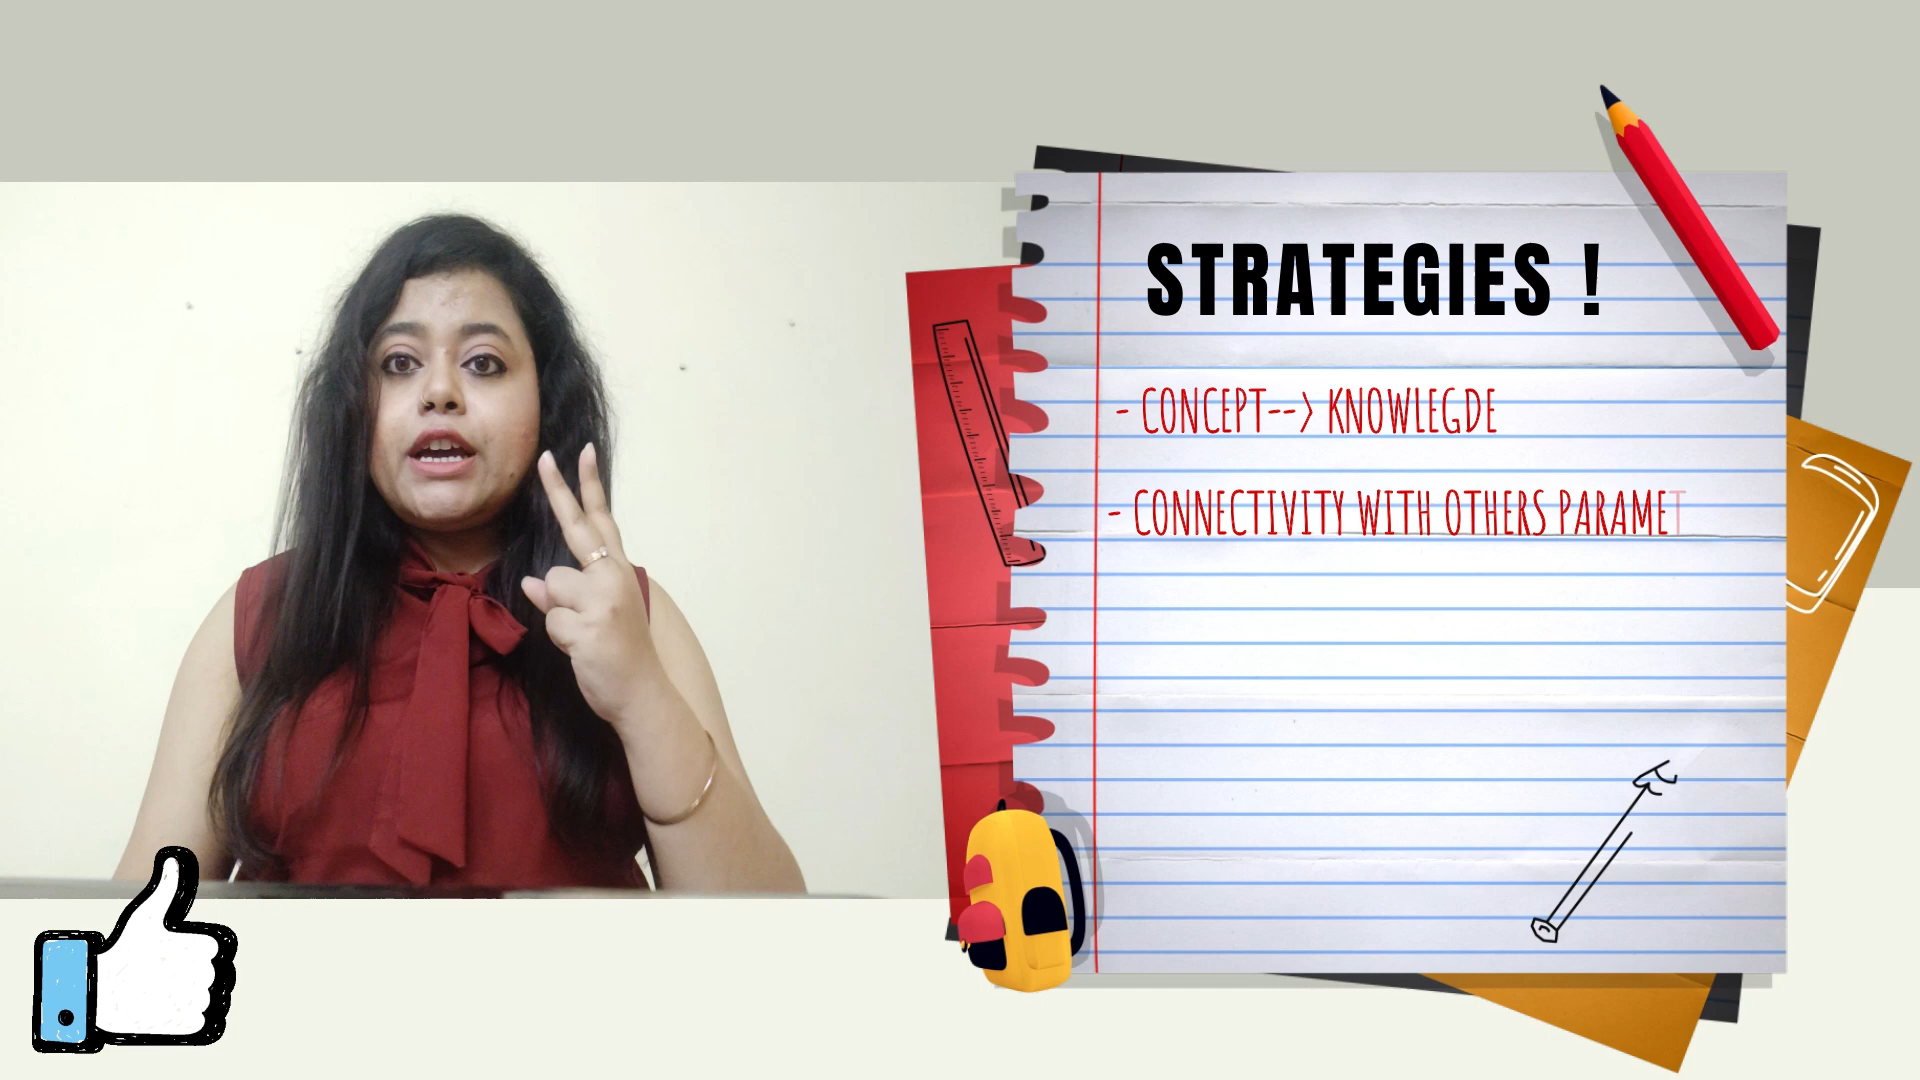 STRATEGIES !
- CONCEPT--> KNOWLEGDE
- CONNECTIVITY WITH OTHERS PARAMET